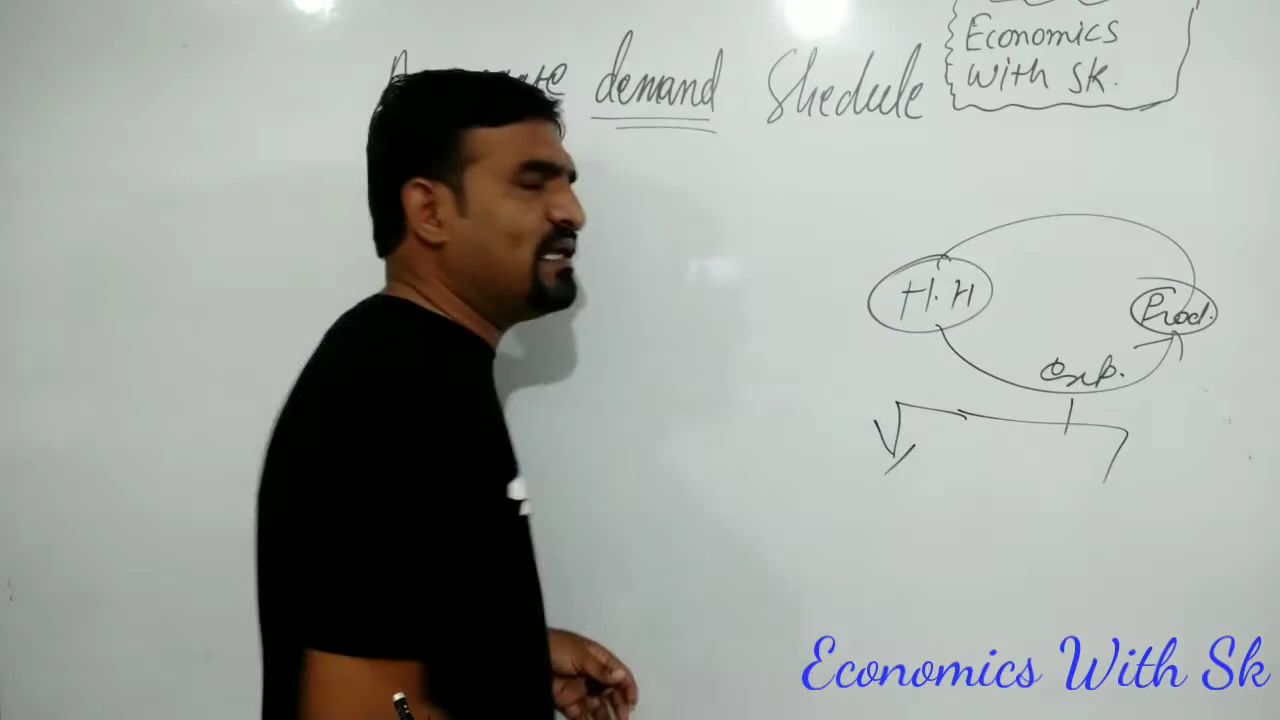 demand Shedule
Economics
With SK.
H.H
Prod.
Exp.
Economics With Sk